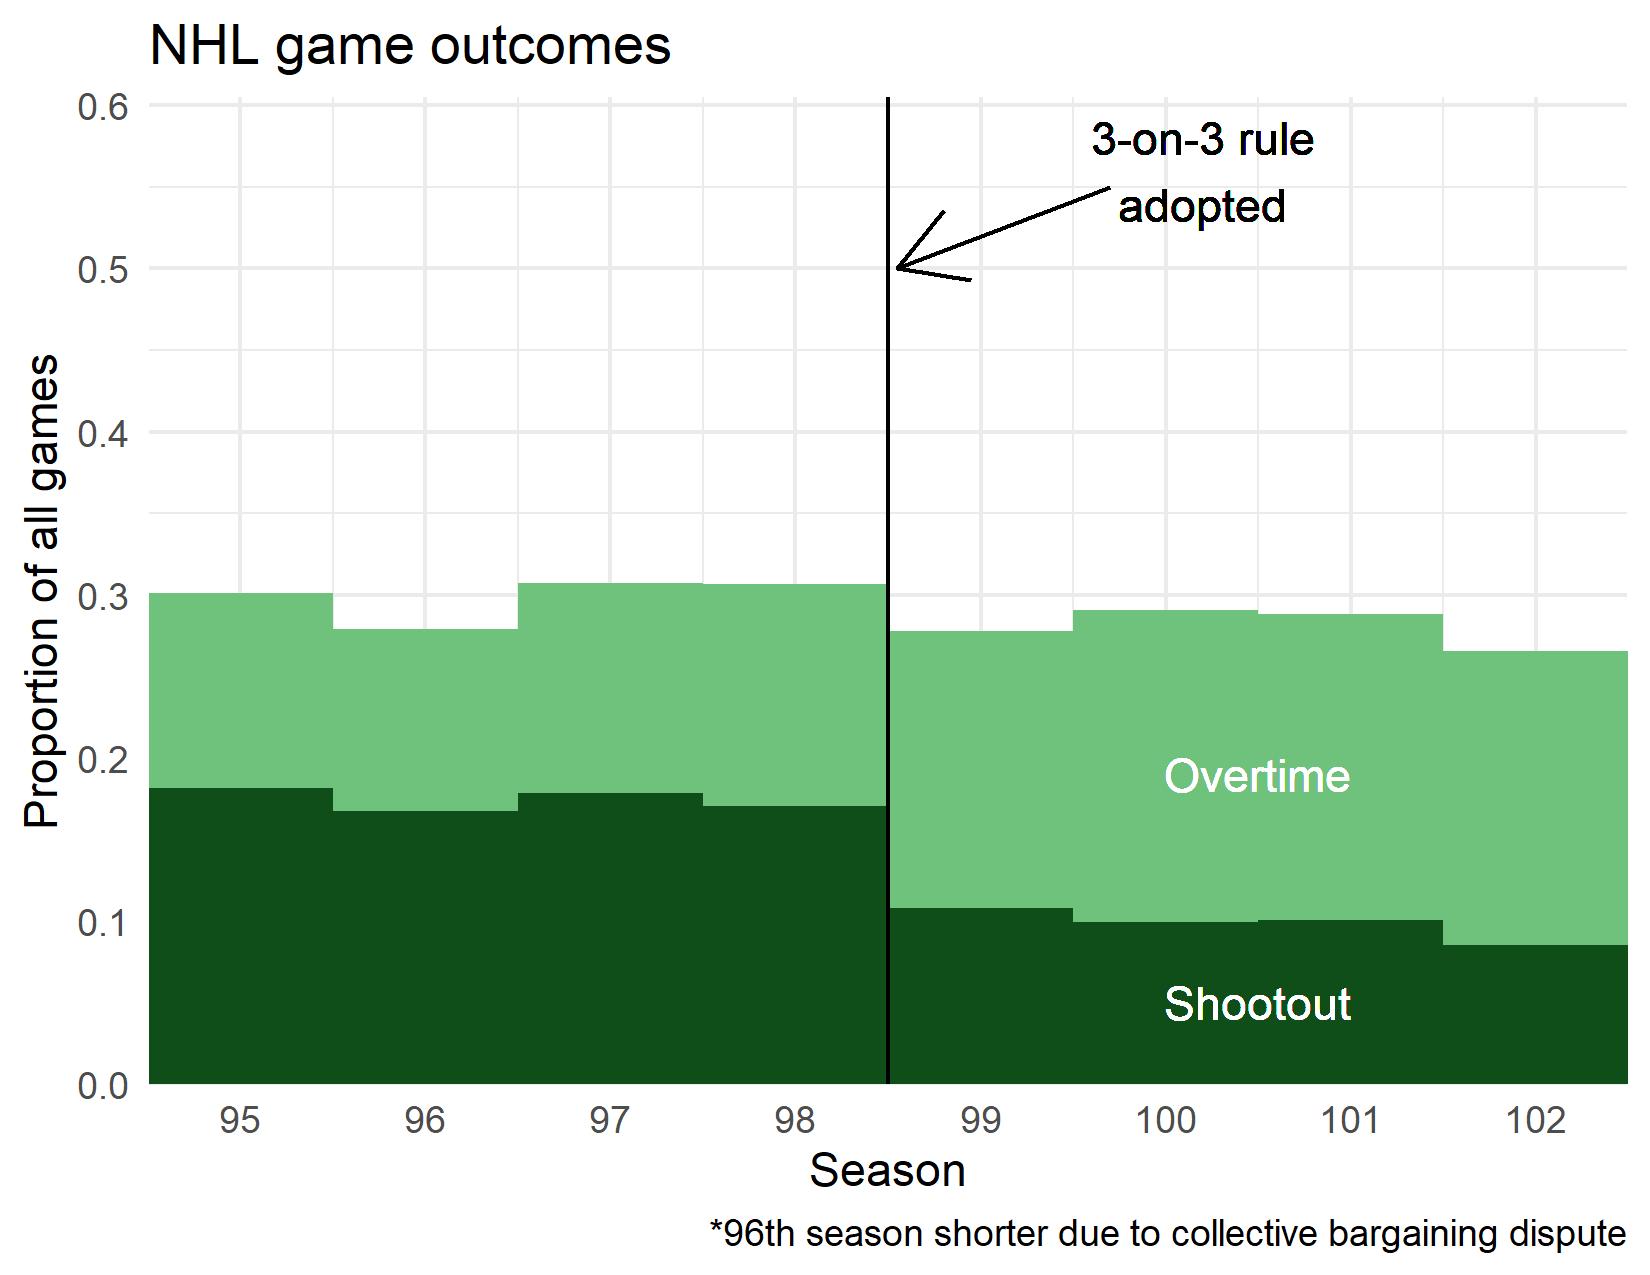 NHL game outcomes
0.6
0.5
0.4
0.3
0.2
0.1
0.0
Proportion of all games
3-on-3 rule
adopted
Overtime
Shootout
95 96 97 98 99 100 101 102
Season
*96th season shorter due to collective bargaining dispute